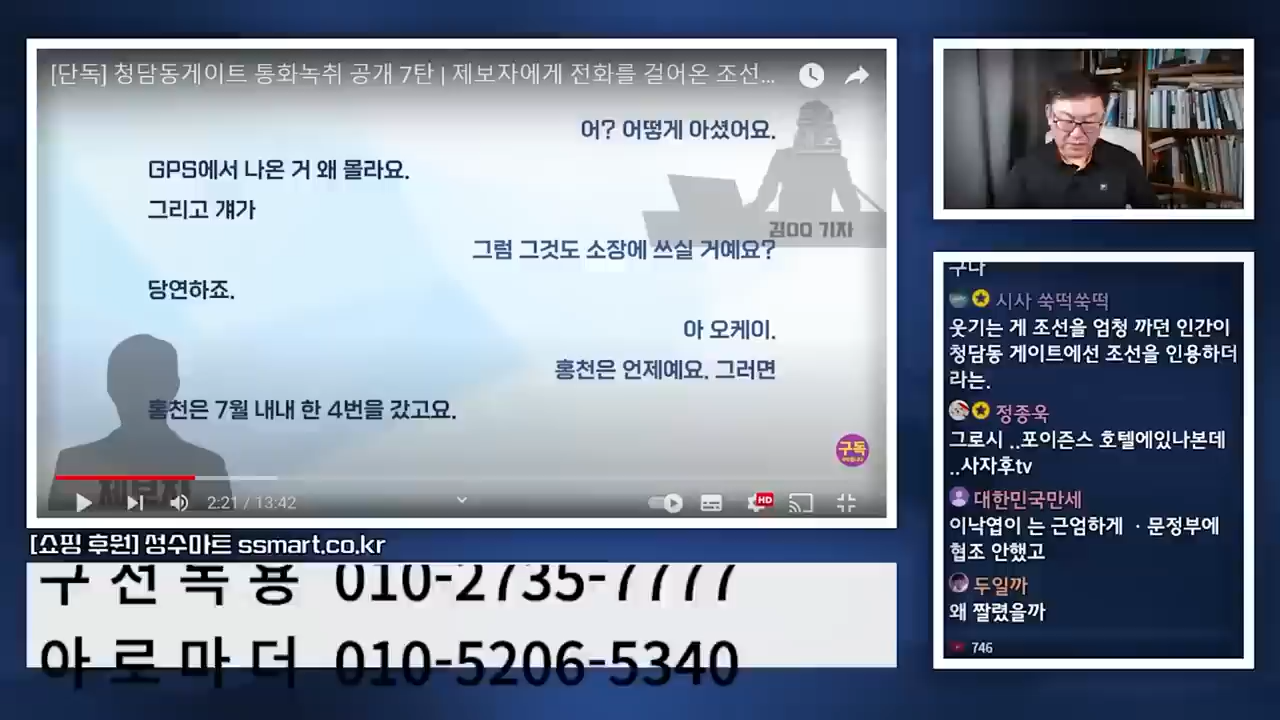 [단독] 청담동게이트 통화녹취 공개 7탄 | 제보자에게 전화를 걸어온 조선...
어? 어떻게 아셨어요.
GPS에서 나온 거 왜 몰라요.
그리고 걔가
김OQ 기자
그럼 그것도 소장에 쓰실 거예요?
당연하죠.
아 오케이.
홍천은 언제예요. 그러면
홍천은 7월 내내 한 4번을 갔고요.
구독
제보자
2:21 / 13:42
HD
[쇼핑 후원] 성수마트 ssmart.co.kr
구 전 녹 용 010-2735-7777
아 로 마 더 010-5206-5340
구나
시사 쑥떡쑥떡
웃기는 게 조선을 엄청 까던 인간이
청담동 게이트에선 조선을 인용하더
라는.
정종욱
그로시 ..포이즌스 호텔에있나본데
..사자후tv
대한민국만세
이낙엽이 는 근엄하게 ㆍ문정부에
협조 안했고
두일까
왜 짤렸을까
746